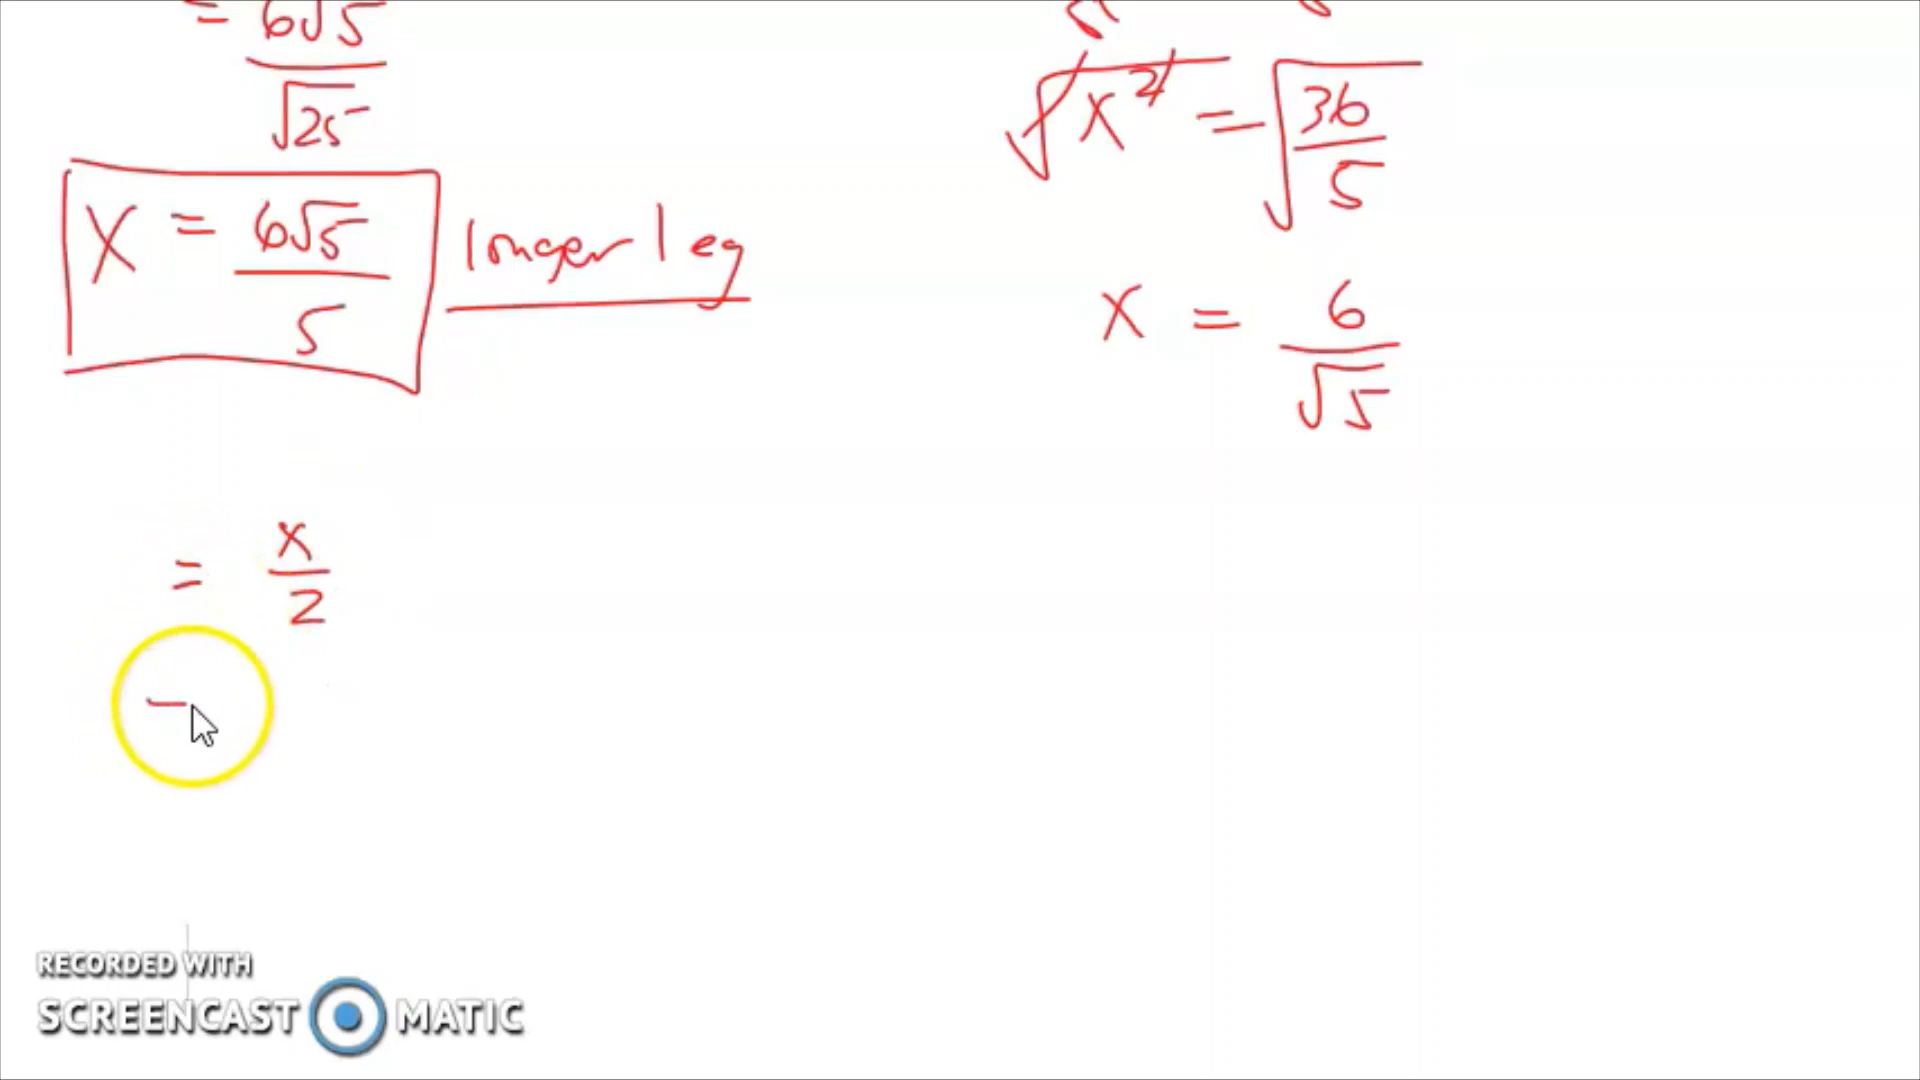 = 6√5
√25
X = 6√5
5
longer leg
= x
2
√x² = √36
5
x = 6
√5
RECORDED WITH
SCREENCAST MATIC